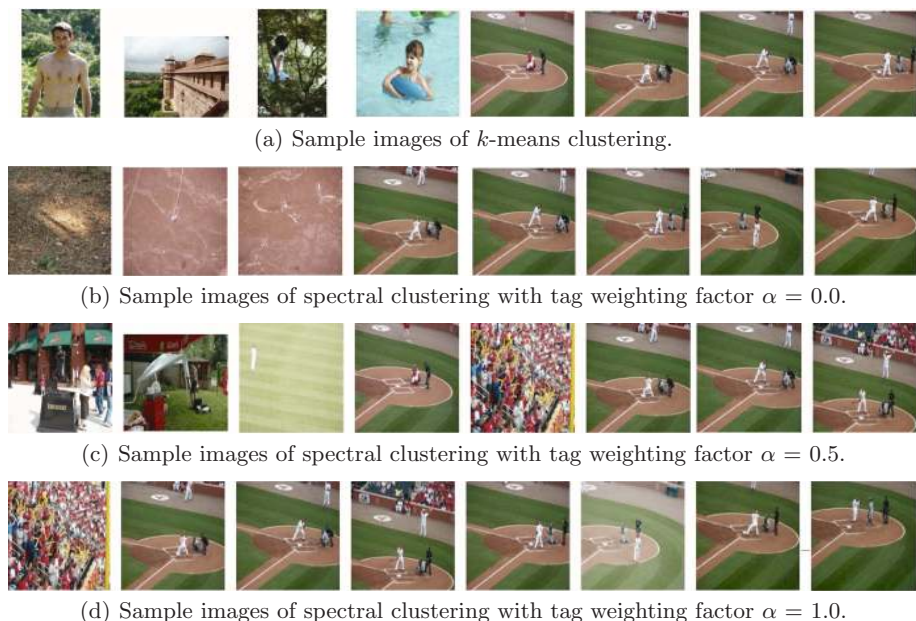 (a) Sample images of k-means clustering.
(b) Sample images of spectral clustering with tag weighting factor α = 0.0.
(c) Sample images of spectral clustering with tag weighting factor α = 0.5.
(d) Sample images of spectral clustering with tag weighting factor α = 1.0.